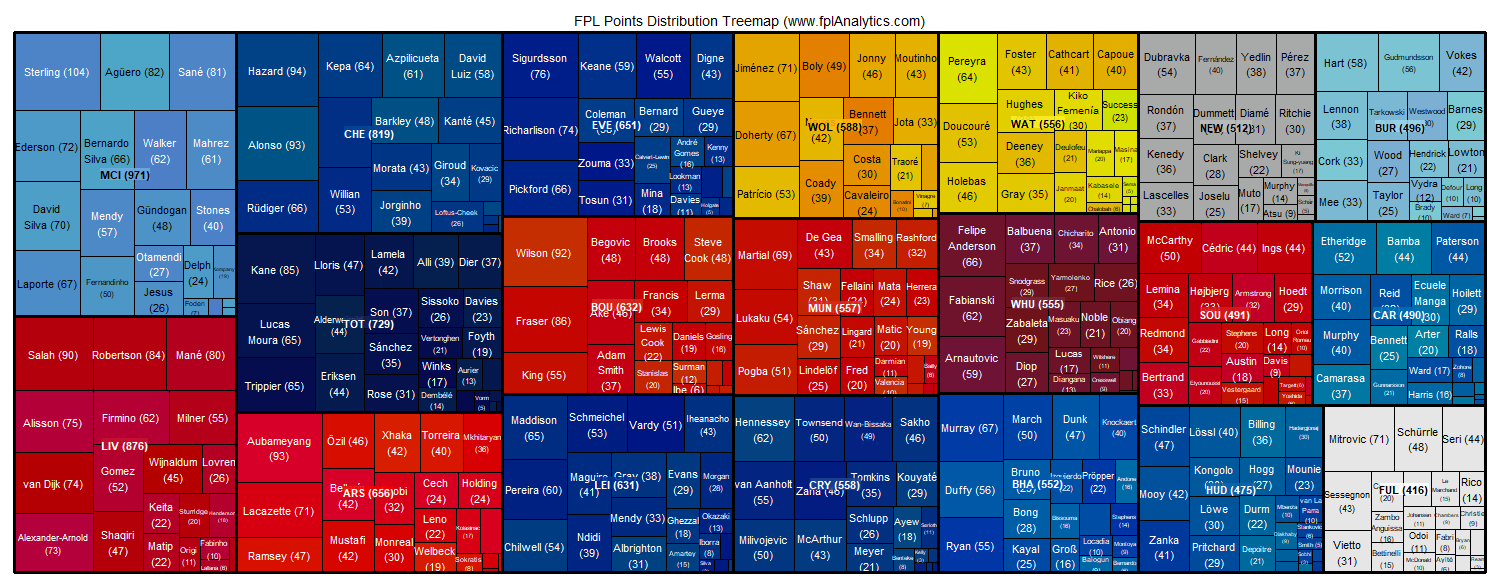 FPL Points Distribution Treemap (www.fplAnalytics.com)
Sterling (104)
Agüero (82)
Sané (81)
Ederson (72)
Bernardo
Silva (66)
Walker
(62)
Mahrez
(61)
MCI (971)
David
Silva (70)
Mendy
(57)
Gündogan
(48)
Stones
(40)
Laporte (67)
Fernandinho
(50)
Otamendi
(27)
Delph
(24)
Jesus
(26)
Foden
Salah (90)
Robertson (84)
Mané (80)
Alisson (75)
Firmino (62)
Milner (55)
LIV (876)
van Dijk (74)
Gomez
(52)
Wijnaldum
(45)
Lovren
(26)
Keita
(22)
Sturridge
(20)
Henderson
Alexander-Arnold
(73)
Shaqiri
(47)
Matip
(22)
Origi
(11)
Fabinho
(10)
Lallana (6)
Hazard (94)
Kepa (64)
Azpilicueta
(61)
David
Luiz (58)
Alonso (93)
Barkley (48)
Kanté (45)
CHE (819)
Morata (43)
Giroud
(34)
Kovacic
(29)
Rüdiger (66)
Willian
(53)
Jorginho
(39)
Loftus-Cheek
(26)
Kane (85)
Lloris (47)
Lamela
(42)
Alli (39)
Dier (37)
Lucas
Moura (65)
(44)
TOT (729)
Son (37)
Sissoko
(26)
Davies
(23)
Sánchez
(35)
Vertonghen
(21)
Foyth
(19)
Trippier (65)
Eriksen
(44)
Rose (31)
Winks
(17)
Aurier
(13)
Dembélé
(14)
Vorm
(5)
Aubameyang
(93)
Özil (46)
Xhaka
(42)
Torreira
(40)
Mkhitaryan
(36)
Lacazette (71)
(42)
ARS (656)
(32)
Cech
(24)
Holding
(24)
Leno
(22)
Kolasinac
(17)
Ramsey (47)
Mustafi
(42)
Monreal
(30)
Welbeck
(19)
Sokratis
(8)
Sigurdsson
(76)
Keane (59)
Walcott
(55)
Digne
(43)
Richarlison (74)
Coleman
Bernard
(29)
Gueye
(29)
EVE (651)
Zouma (33)
Calvert-Lewin
(25)
André
Gomes
(16)
Kenny
(13)
Pickford (66)
Tosun (31)
Mina
(18)
Lookman
(13)
Davies
(11)
Holgate
(5)
Wilson (92)
Begovic
(48)
Brooks
(48)
Steve
Cook (48)
Fraser (86)
Aké (46)
BOU (632)
Francis
(34)
Lerma
(29)
Lewis
Cook
(22)
Daniels
(19)
Gosling
(16)
King (55)
Adam
Smith
(37)
Stanislas
(20)
Surman
(12)
Ibe (6)
Maddison
(65)
Schmeichel
(53)
Vardy (51)
Iheanacho
(43)
Pereira (60)
Maguire
(41)
Gray (38)
LEI (631)
Evans
(29)
Morgan
(28)
Mendy (33)
Ghezzal
(18)
Okazaki
(13)
Chilwell (54)
Ndidi
(39)
Albrighton
(31)
Amartey
(15)
Iborra
(8)
Silva
Jiménez (71)
Boly (49)
Jonny
(46)
Moutinho
(43)
Doherty (67)
(42)
WOL (588)
Bennett
(37)
Jota (33)
Patrício (53)
Coady
(39)
Costa
(30)
Traoré
(21)
Cavaleiro
(24)
Bonatini
(10)
Vinagre
(7)
Martial (69)
De Gea
(43)
Smalling
(34)
Rashford
(32)
Lukaku (54)
Shaw
(31)
Fellaini
(24)
Mata
(24)
Herrera
(23)
MUN (557)
Sánchez
(29)
Lingard
(21)
Matic
(20)
Young
(19)
Pogba (51)
Lindelöf
(25)
Fred
(20)
Darmian
(11)
Valencia
(10)
Bailly
Hennessey
(62)
Townsend
(50)
Wan-Bissaka
(49)
Sakho
(46)
van Aanholt
(55)
Zaha (46)
CRY (558)
Tomkins
(35)
Kouyaté
(29)
Milivojevic
(50)
McArthur
(43)
Schlupp
(26)
Ayew
(18)
Sorloth
Meyer
(21)
Benteke
Kelly
(3)
Pereyra
(64)
Foster
(43)
Cathcart
(41)
Capoue
(40)
Doucouré
(53)
Hughes
Kiko
Femenía
(30)
Success
(23)
WAT (556)
Deeney
(36)
Deulofeu
(21)
Mariappa
(20)
Masina
(17)
Holebas
(46)
Gray (35)
Janmaat
(20)
Kabasele
(14)
Sema
(5)
Chalobah (6)
Felipe
Anderson
(66)
Balbuena
(37)
Chicharito
(34)
Antonio
(31)
Fabianski
(62)
Snodgrass
(29)
Yarmolenko
(27)
Rice (26)
WHU (555)
Zabaleta
(29)
Masuaku
(23)
Noble
(21)
Obiang
(20)
Arnautovic
(59)
Diop
(27)
Lucas
(17)
Wilshere
(11)
Diangana
(13)
Cresswell
(9)
Murray (67)
March
(50)
Dunk
(47)
Knockaert
(40)
Duffy (56)
Bruno
Izquierdo
(22)
Pröpper
(22)
Andone
(16)
BHA (552)
Bong
(28)
Bissouma
(16)
Stephens
(14)
Ryan (55)
Kayal
(25)
Groß
(16)
Locadia
(10)
Montoya
(9)
Balogun
(9)
Bernardo
(6)
Dubravka
(54)
Fernández
(40)
Yedlin
(38)
Pérez
(37)
Rondón
(37)
Dummett
Diamé
(31)
Ritchie
(30)
NEW (512)
Kenedy
(36)
Clark
(28)
Shelvey
(22)
Ki
Sung-yueng
(17)
Lascelles
(33)
Joselu
(25)
Muto
(17)
Murphy
(14)
Atsu (9)
Schär
(5)
McCarthy
(50)
Cédric (44)
Ings (44)
Lemina
(34)
Højbjerg
(33)
Armstrong
(32)
Hoedt
(29)
SOU (491)
Redmond
(34)
Gabbiadini
(22)
Stephens
(20)
Long
(14)
Oriol
Romeu
(10)
Bertrand
(33)
Elyounoussi
Austin
(18)
Davis
(9)
Vestergaard
(15)
Targett (6)
Yoshida
Schindler
(47)
Lössl (40)
Billing
(36)
Hadergjonaj
(30)
Mooy (42)
Kongolo
Hogg
(27)
Mounie
(23)
HUD (475)
Löwe
(30)
Durm
(22)
Mbenza
(10)
van La
Parra
(10)
Zanka
(41)
Pritchard
(29)
Depoitre
(21)
Diakhaby
(9)
Stankovic
(6)
Smith (5)
Sobhi
(3)
Hart (58)
Gudmundsson
(56)
Vokes
(42)
Lennon
(38)
Tarkowski
Westwood
Barnes
(29)
BUR (496)
Cork (33)
Wood
(27)
Hendrick
(22)
Lowton
(21)
Mee (33)
Taylor
(25)
Vydra
(12)
Defour
(10)
Long
(10)
Brady
(10)
Ward (7)
Etheridge
(52)
Bamba
(44)
Paterson
(44)
Morrison
(40)
Reid
Ecuele
Manga
(30)
Hoilett
(29)
CAR (490)
Murphy
(40)
Bennett
(25)
Arter
(20)
Ralls
(18)
Camarasa
(37)
Gunnarsson
(21)
Ward (17)
Zohore
(8)
Harris (16)
Mitrovic (71)
Schürrle
(48)
Seri (44)
Sessegnon
(43)
(20)
FUL (416)
Le
Marchand
(15)
Rico
(14)
Zambo
Anguissa
(16)
Johansen
(11)
Chambers
(9)
Christie
(9)
Vietto
(31)
Bettinelli
(15)
Odoi
(11)
Fabri
(8)
Bryan
(6)
McDonald
(10)
Ayité
(6)